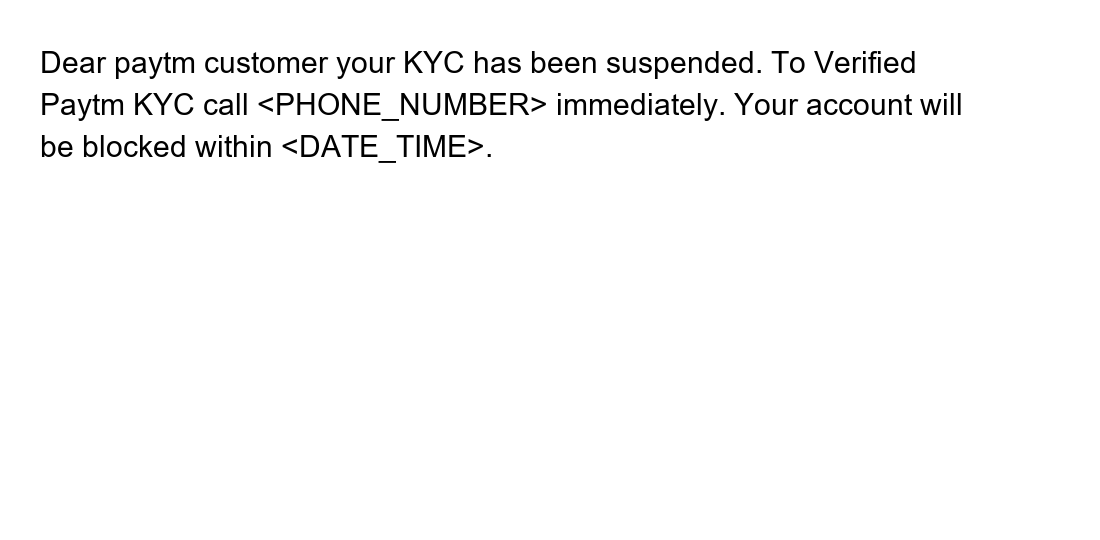 Dear paytm customer your KYC has been suspended. To Verified
Paytm KYC call <PHONE_NUMBER> immediately. Your account will
be blocked within <DATE_TIME>.